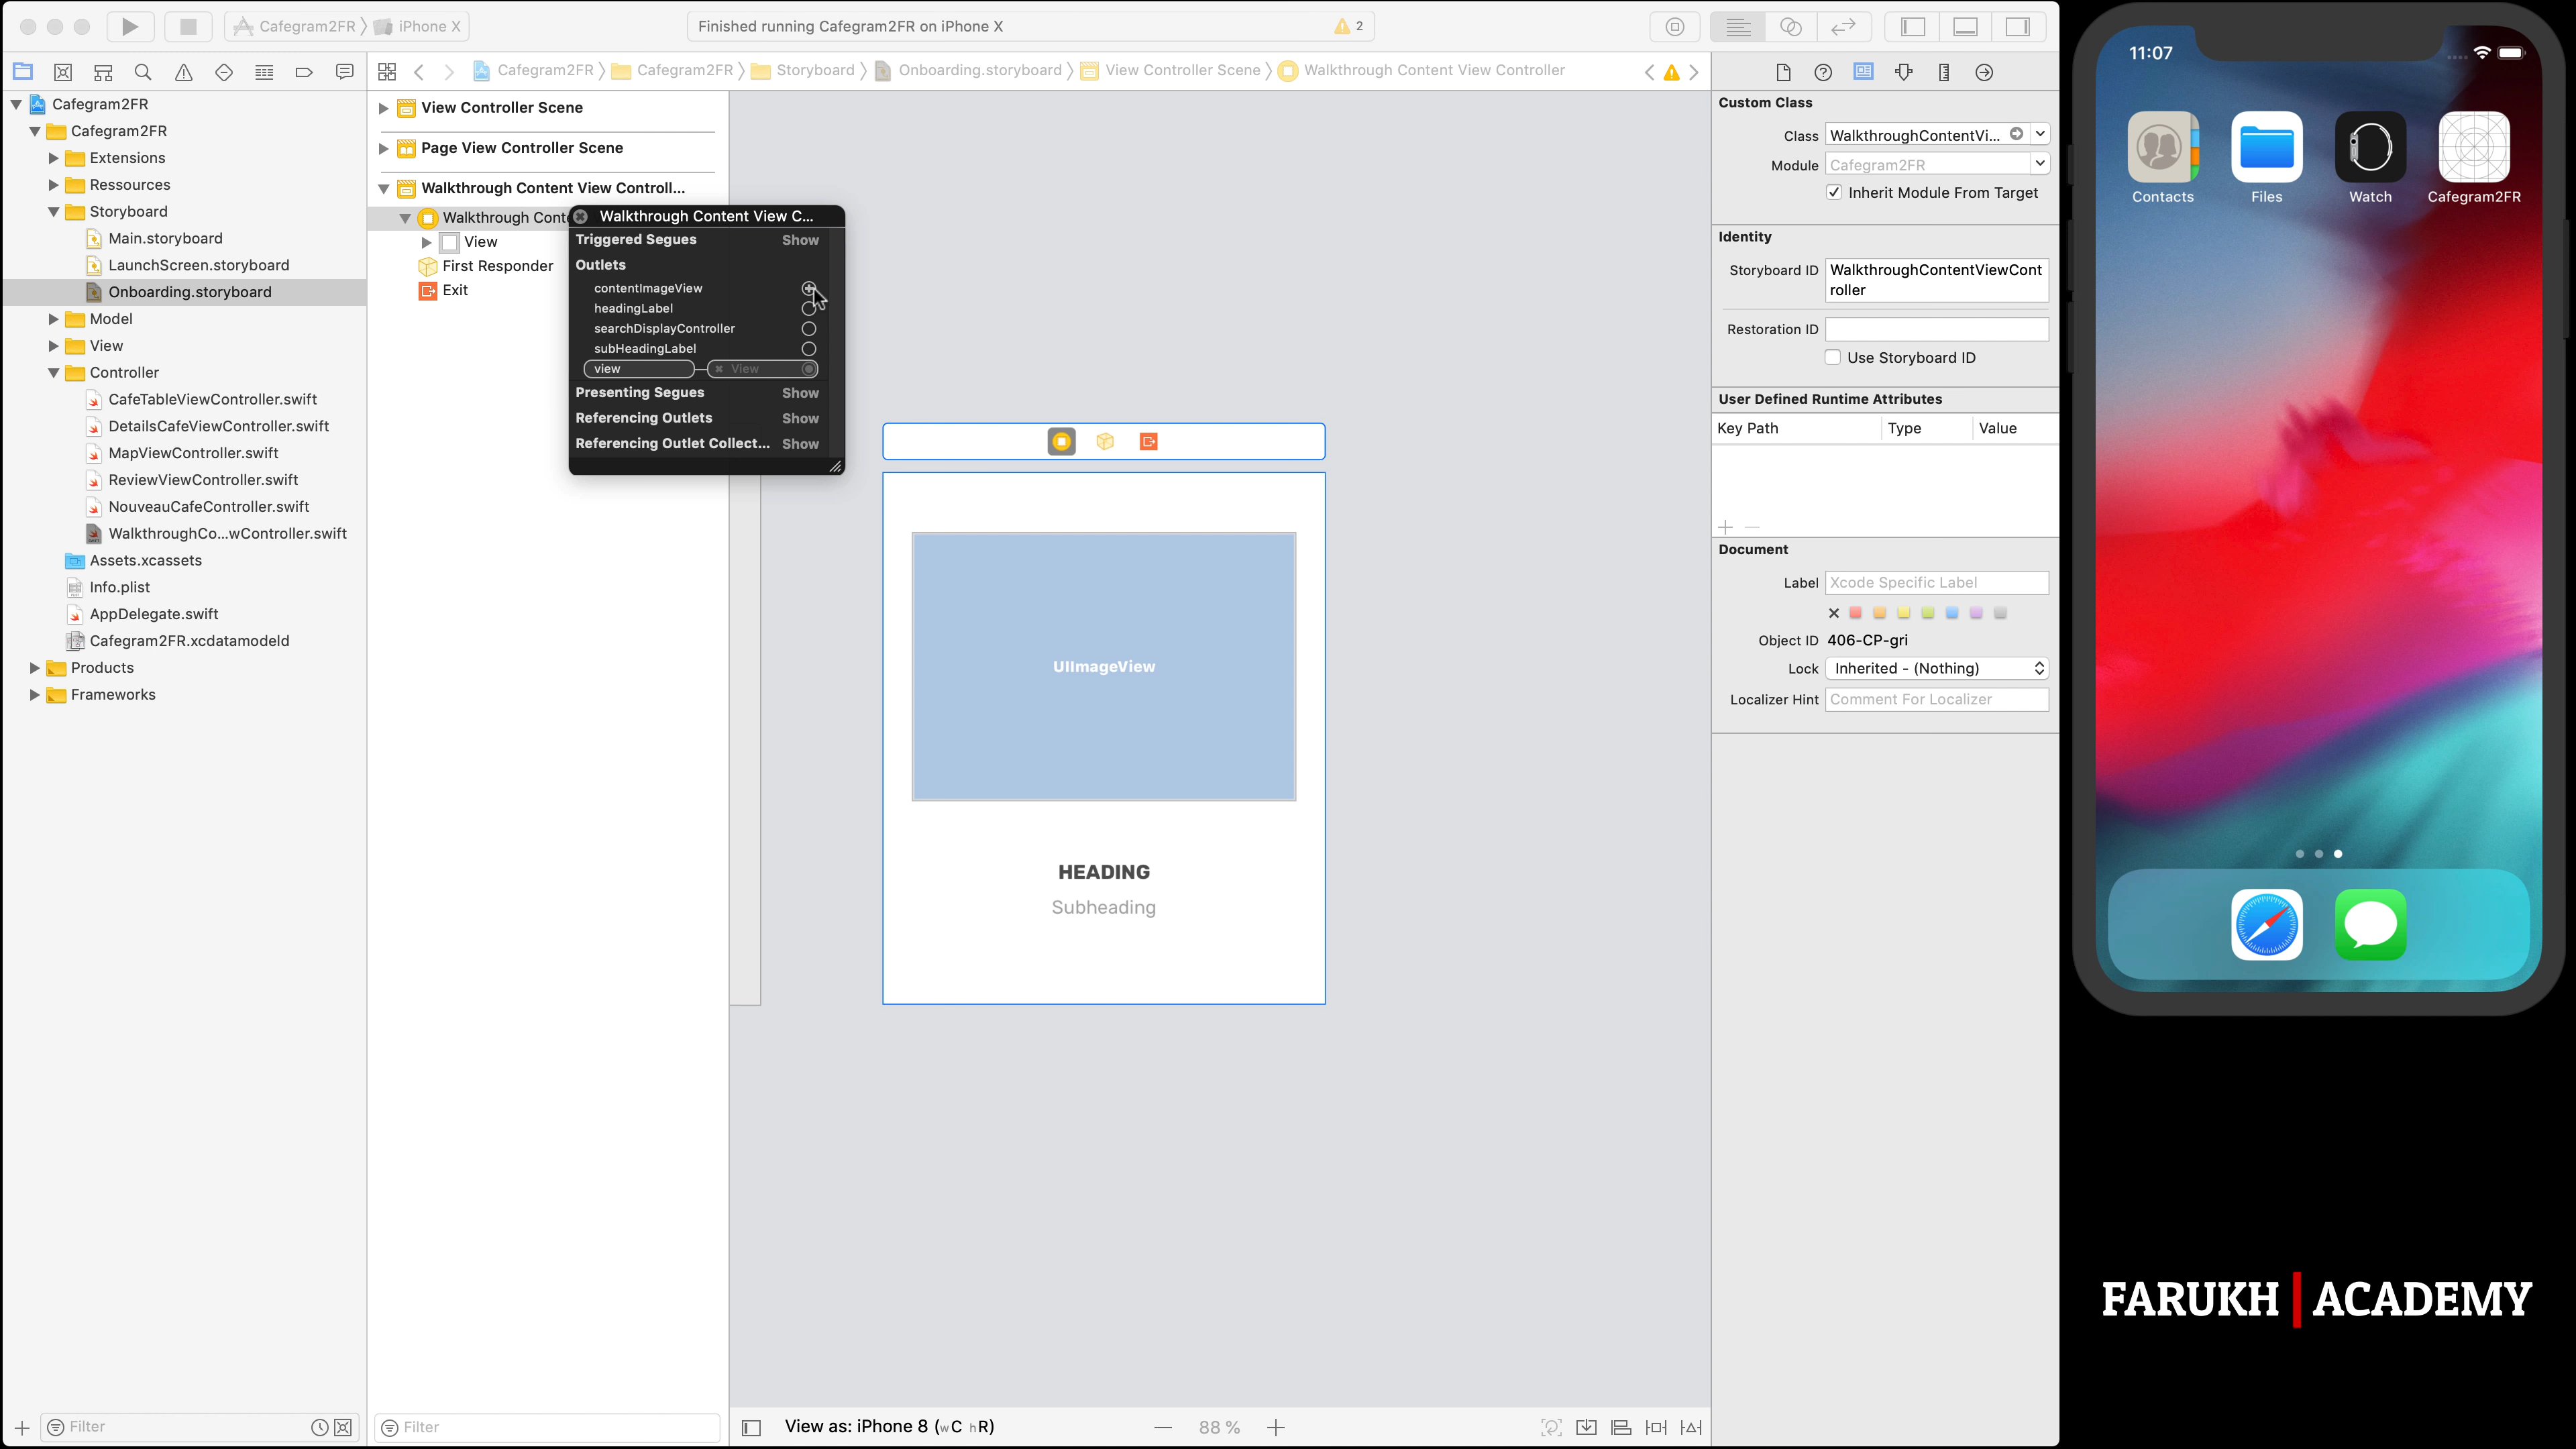 Cafegram2FR
iPhone X
Finished running Cafegram2FR on iPhone X
2
Cafegram2FR
Cafegram2FR
Storyboard
Onboarding.storyboard
View Controller Scene
Walkthrough Content View Controller
Cafegram2FR
Cafegram2FR
Extensions
Ressources
Storyboard
Main.storyboard
LaunchScreen.storyboard
Onboarding.storyboard
Model
View
Controller
CafeTableViewController.swift
DetailsCafeViewController.swift
MapViewController.swift
ReviewViewController.swift
NouveauCafeController.swift
WalkthroughCo...wController.swift
Assets.xcassets
Info.plist
AppDelegate.swift
Cafegram2FR.xcdatamodeld
Products
Frameworks
Filter
View Controller Scene
Page View Controller Scene
Walkthrough Content View Controll...
Walkthrough Conte
View
First Responder
Exit
Filter
Walkthrough Content View C...
Triggered Segues Show
Outlets
contentImageView
headingLabel
searchDisplayController
subHeadingLabel
view View
Presenting Segues Show
Referencing Outlets Show
Referencing Outlet Collect... Show
UIImageView
HEADING
Subheading
View as: iPhone 8 (wC hR)
88 %
Custom Class
Class WalkthroughContentVi...
Module Cafegram2FR
Inherit Module From Target
Identity
Storyboard ID WalkthroughContentViewCont
roller
Restoration ID
Use Storyboard ID
User Defined Runtime Attributes
Key Path Type Value
Document
Label Xcode Specific Label
Object ID 406-CP-gri
Lock Inherited - (Nothing)
Localizer Hint Comment For Localizer
11:07
Contacts Files Watch Cafegram2FR
FARUKH | ACADEMY